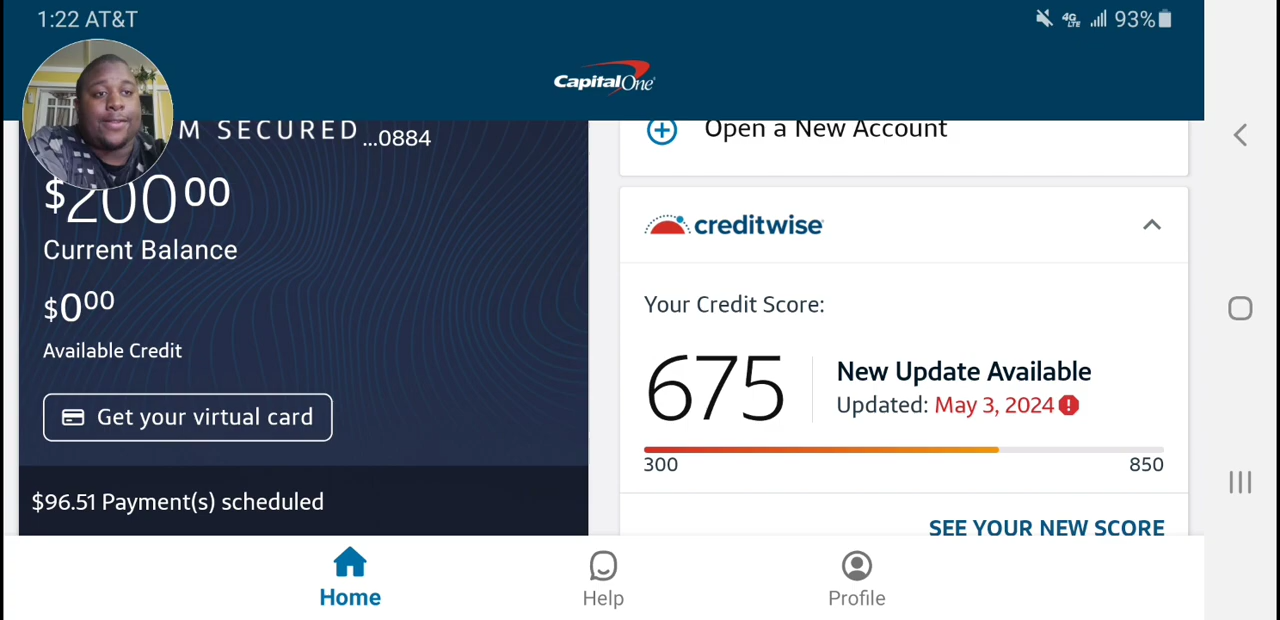 1:22 AT&T
4G LTE
93%
Capital One
M SECURED ...0884
$200.00
Current Balance
$0.00
Available Credit
Get your virtual card
$96.51 Payment(s) scheduled
Open a New Account
creditwise
Your Credit Score:
675
New Update Available
Updated: May 3, 2024
300
850
SEE YOUR NEW SCORE
Home
Help
Profile